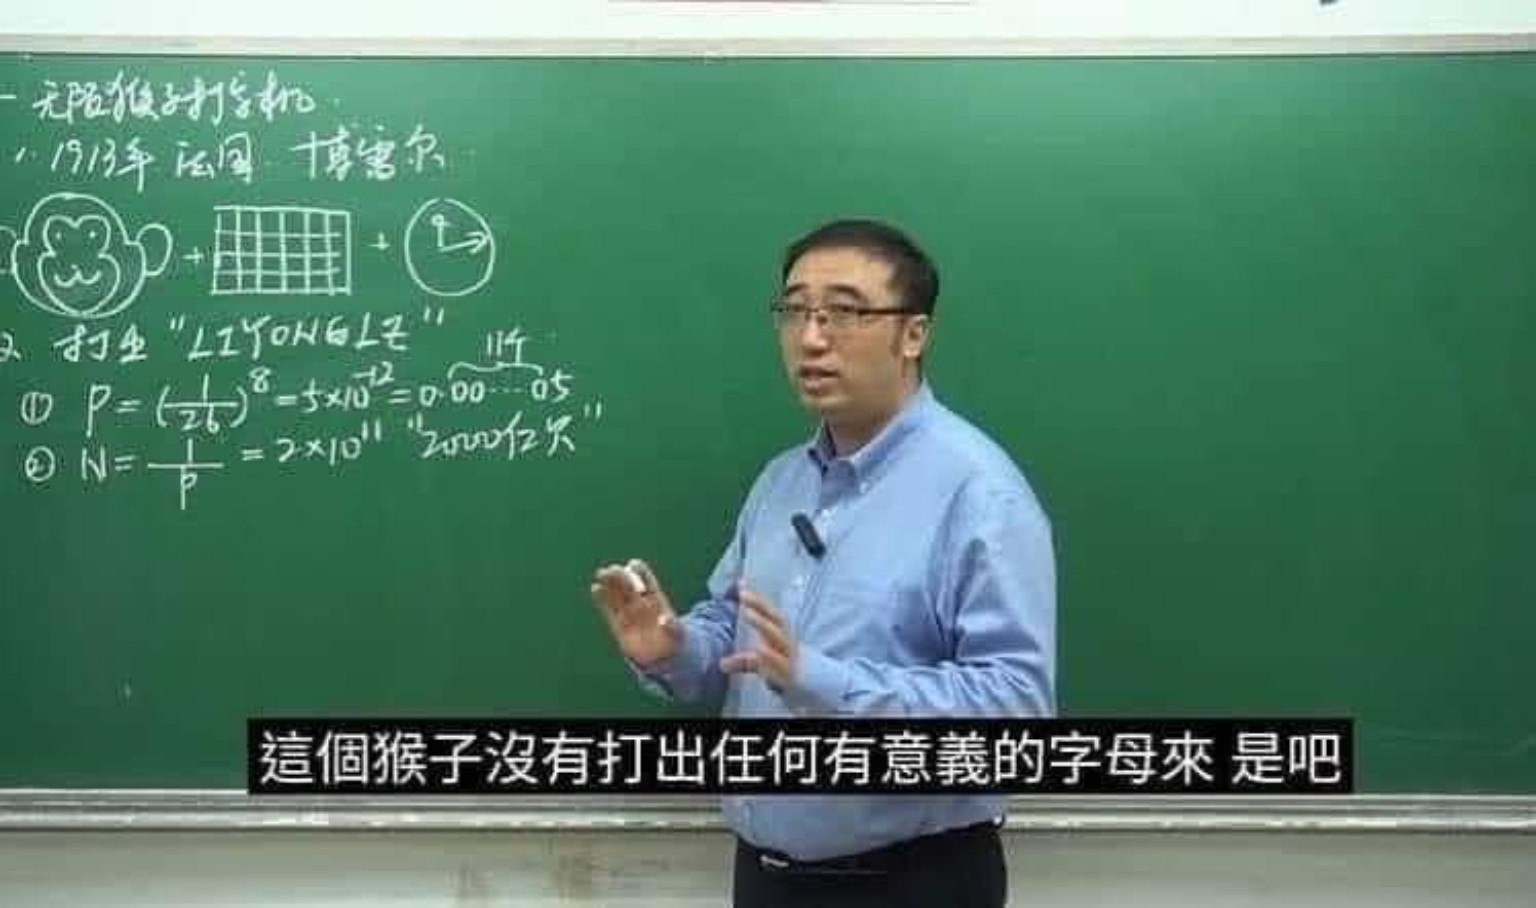 一 无限猴子打字机
1. 1913年 法国 博雷尔
+ +
2. 打出 "LIYONGLE"
① P=(1/26)^8=5×10^-12=0.00…05
11个
② N=1/P=2×10^11 "2000亿次"
這個猴子沒有打出任何有意義的字母來 是吧